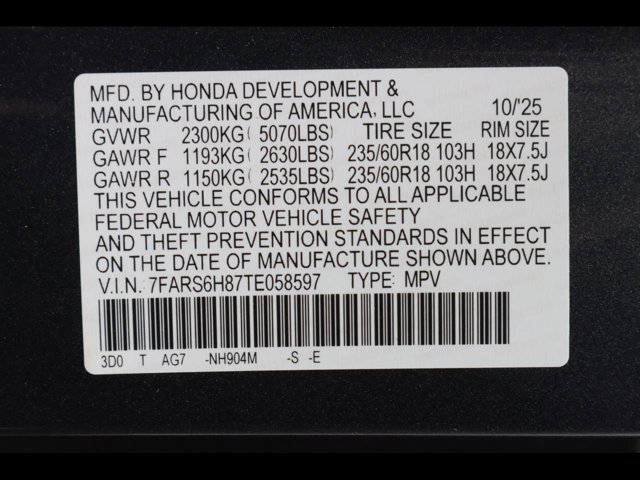 MFD. BY HONDA DEVELOPMENT &
MANUFACTURING OF AMERICA, LLC 10/'25
GVWR 2300KG( 5070LBS) TIRE SIZE RIM SIZE
GAWR F 1193KG( 2630LBS) 235/60R18 103H 18X7.5J
GAWR R 1150KG( 2535LBS) 235/60R18 103H 18X7.5J
THIS VEHICLE CONFORMS TO ALL APPLICABLE
FEDERAL MOTOR VEHICLE SAFETY
AND THEFT PREVENTION STANDARDS IN EFFECT
ON THE DATE OF MANUFACTURE SHOWN ABOVE.
V.I.N. 7FARS6H87TE058597 TYPE: MPV
3D0 T AG7 -NH904M -S -E